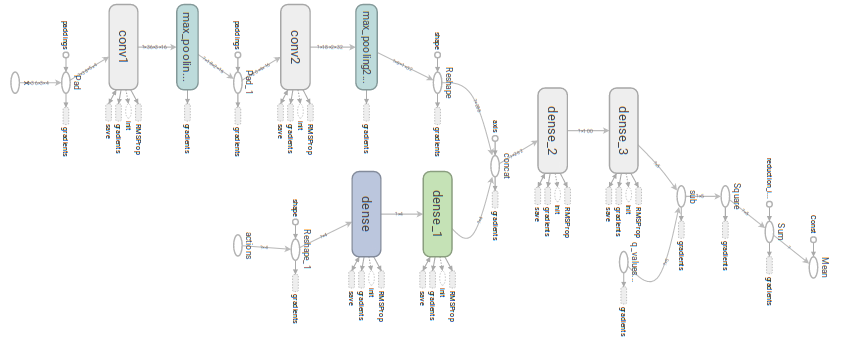 paddings
Pad
gradients
conv1
save
gradients
init
RMSProp
max_poolin...
gradients
paddings
Pad_1
gradients
conv2
save
gradients
init
RMSProp
max_pooling2...
gradients
shape
Reshape
gradients
axis
concat
gradients
dense_2
save
gradients
init
RMSProp
dense_3
save
gradients
init
RMSProp
actions
shape
Reshape_1
gradients
dense
save
gradients
init
RMSProp
dense_1
save
gradients
init
RMSProp
sub
gradients
q_values...
gradients
Square
gradients
reduction_i...
Sum
gradients
Const
Mean